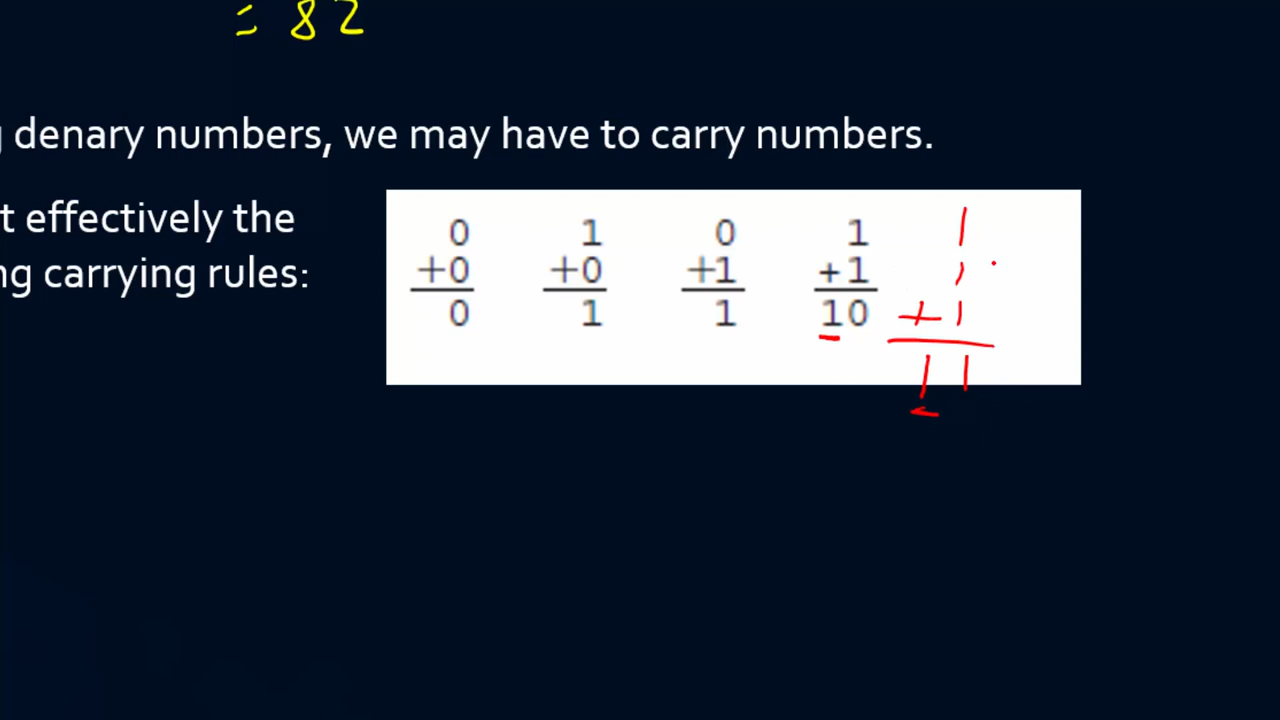 = 82
denary numbers, we may have to carry numbers.
t effectively the
ng carrying rules:
0 1 0 1 1
+0 +0 +1 +1 1
+1
0 1 1 10
11